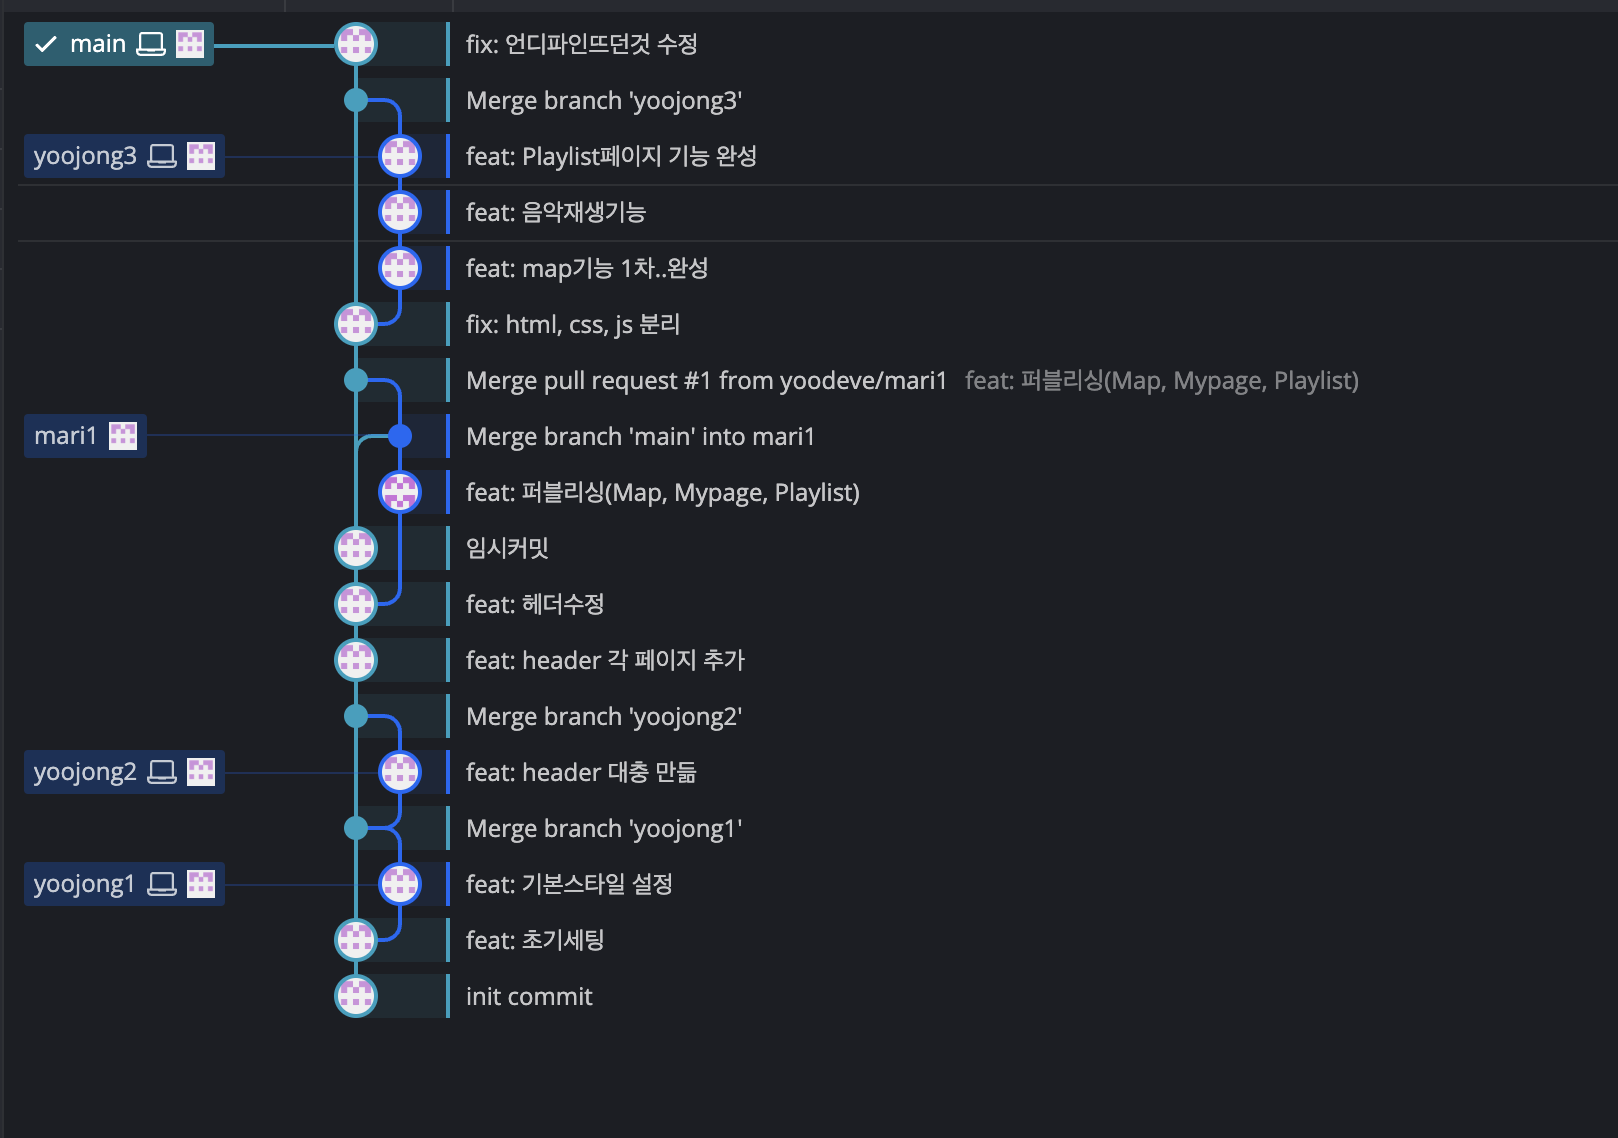 main fix: 언디파인뜨던것 수정
Merge branch 'yoojong3'
yoojong3 feat: Playlist페이지 기능 완성
feat: 음악재생기능
feat: map기능 1차..완성
fix: html, css, js 분리
Merge pull request #1 from yoodeve/mari1 feat: 퍼블리싱(Map, Mypage, Playlist)
mari1 Merge branch 'main' into mari1
feat: 퍼블리싱(Map, Mypage, Playlist)
임시커밋
feat: 헤더수정
feat: header 각 페이지 추가
Merge branch 'yoojong2'
yoojong2 feat: header 대충 만듦
Merge branch 'yoojong1'
yoojong1 feat: 기본스타일 설정
feat: 초기세팅
init commit